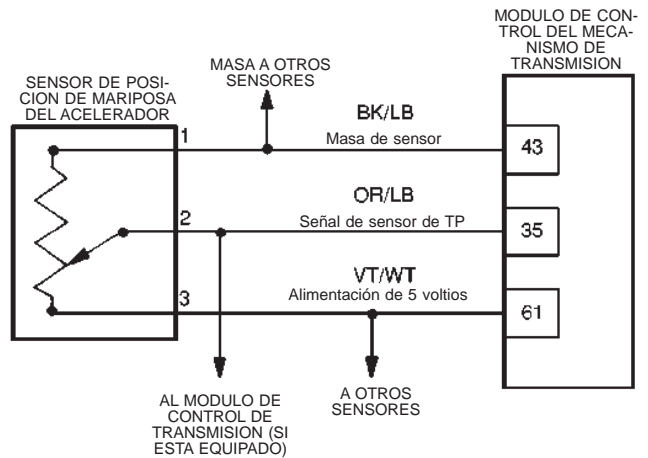 MODULO DE CON-
TROL DEL MECA-
NISMO DE
TRANSMISION
MASA A OTROS
SENSORES
SENSOR DE POSI-
CION DE MARIPOSA
DEL ACELERADOR
1
BK/LB
Masa de sensor
43
2
OR/LB
Señal de sensor de TP
35
3
VT/WT
Alimentación de 5 voltios
61
AL MODULO DE
CONTROL DE
TRANSMISION (SI
ESTA EQUIPADO)
A OTROS
SENSORES